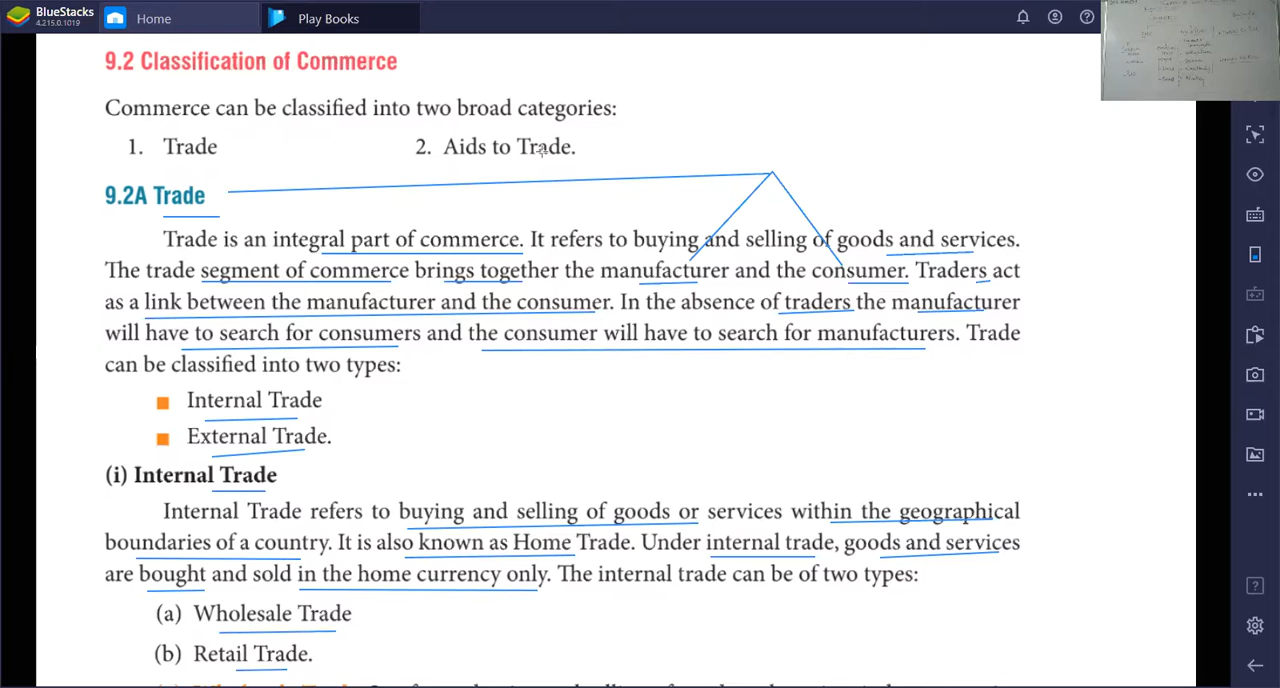 BlueStacks
4.215.0.1019
Home
Play Books
9.2 Classification of Commerce
Commerce can be classified into two broad categories:
1. Trade 2. Aids to Trade.
9.2A Trade
Trade is an integral part of commerce. It refers to buying and selling of goods and services.
The trade segment of commerce brings together the manufacturer and the consumer. Traders act
as a link between the manufacturer and the consumer. In the absence of traders the manufacturer
will have to search for consumers and the consumer will have to search for manufacturers. Trade
can be classified into two types:
Internal Trade
External Trade.
(i) Internal Trade
Internal Trade refers to buying and selling of goods or services within the geographical
boundaries of a country. It is also known as Home Trade. Under internal trade, goods and services
are bought and sold in the home currency only. The internal trade can be of two types:
(a) Wholesale Trade
(b) Retail Trade.